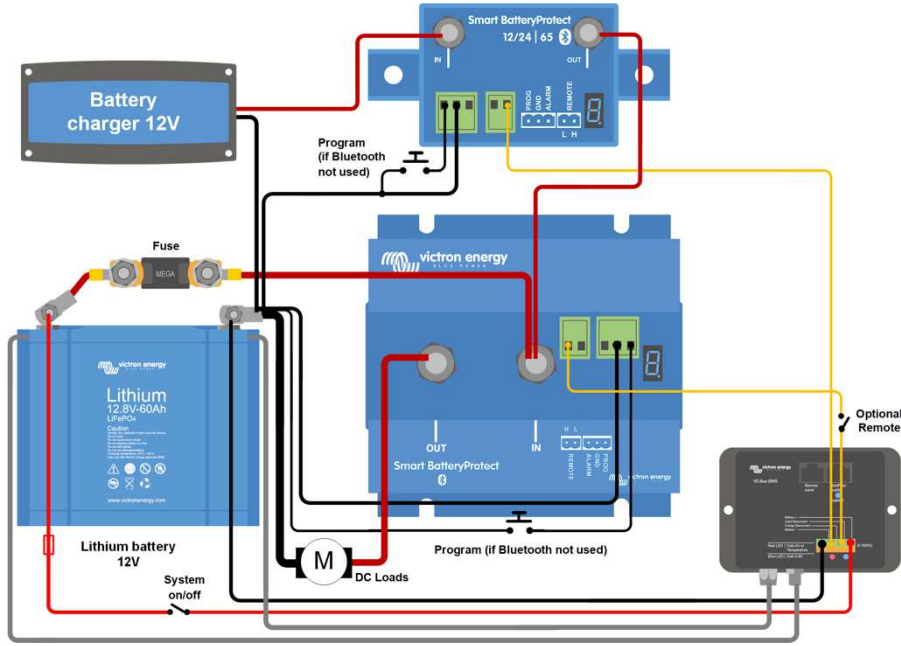 Smart BatteryProtect
12/24 | 65
IN
OUT
PROG
GND
ALARM
REMOTE
L H
Battery
charger 12V
Program
(if Bluetooth
not used)
Fuse
MEGA
victron energy
BLUE POWER
victron energy
Lithium
12.8V-60Ah
LiFePO4
Caution
www.victronenergy.com
OUT
IN
Smart BatteryProtect
H L
REMOTE
ALARM
GND
PROG
victron energy
Optional
Remote
victron energy
Remote
panel
Lithium battery
12V
Program (if Bluetooth not used)
M
DC Loads
System
on/off